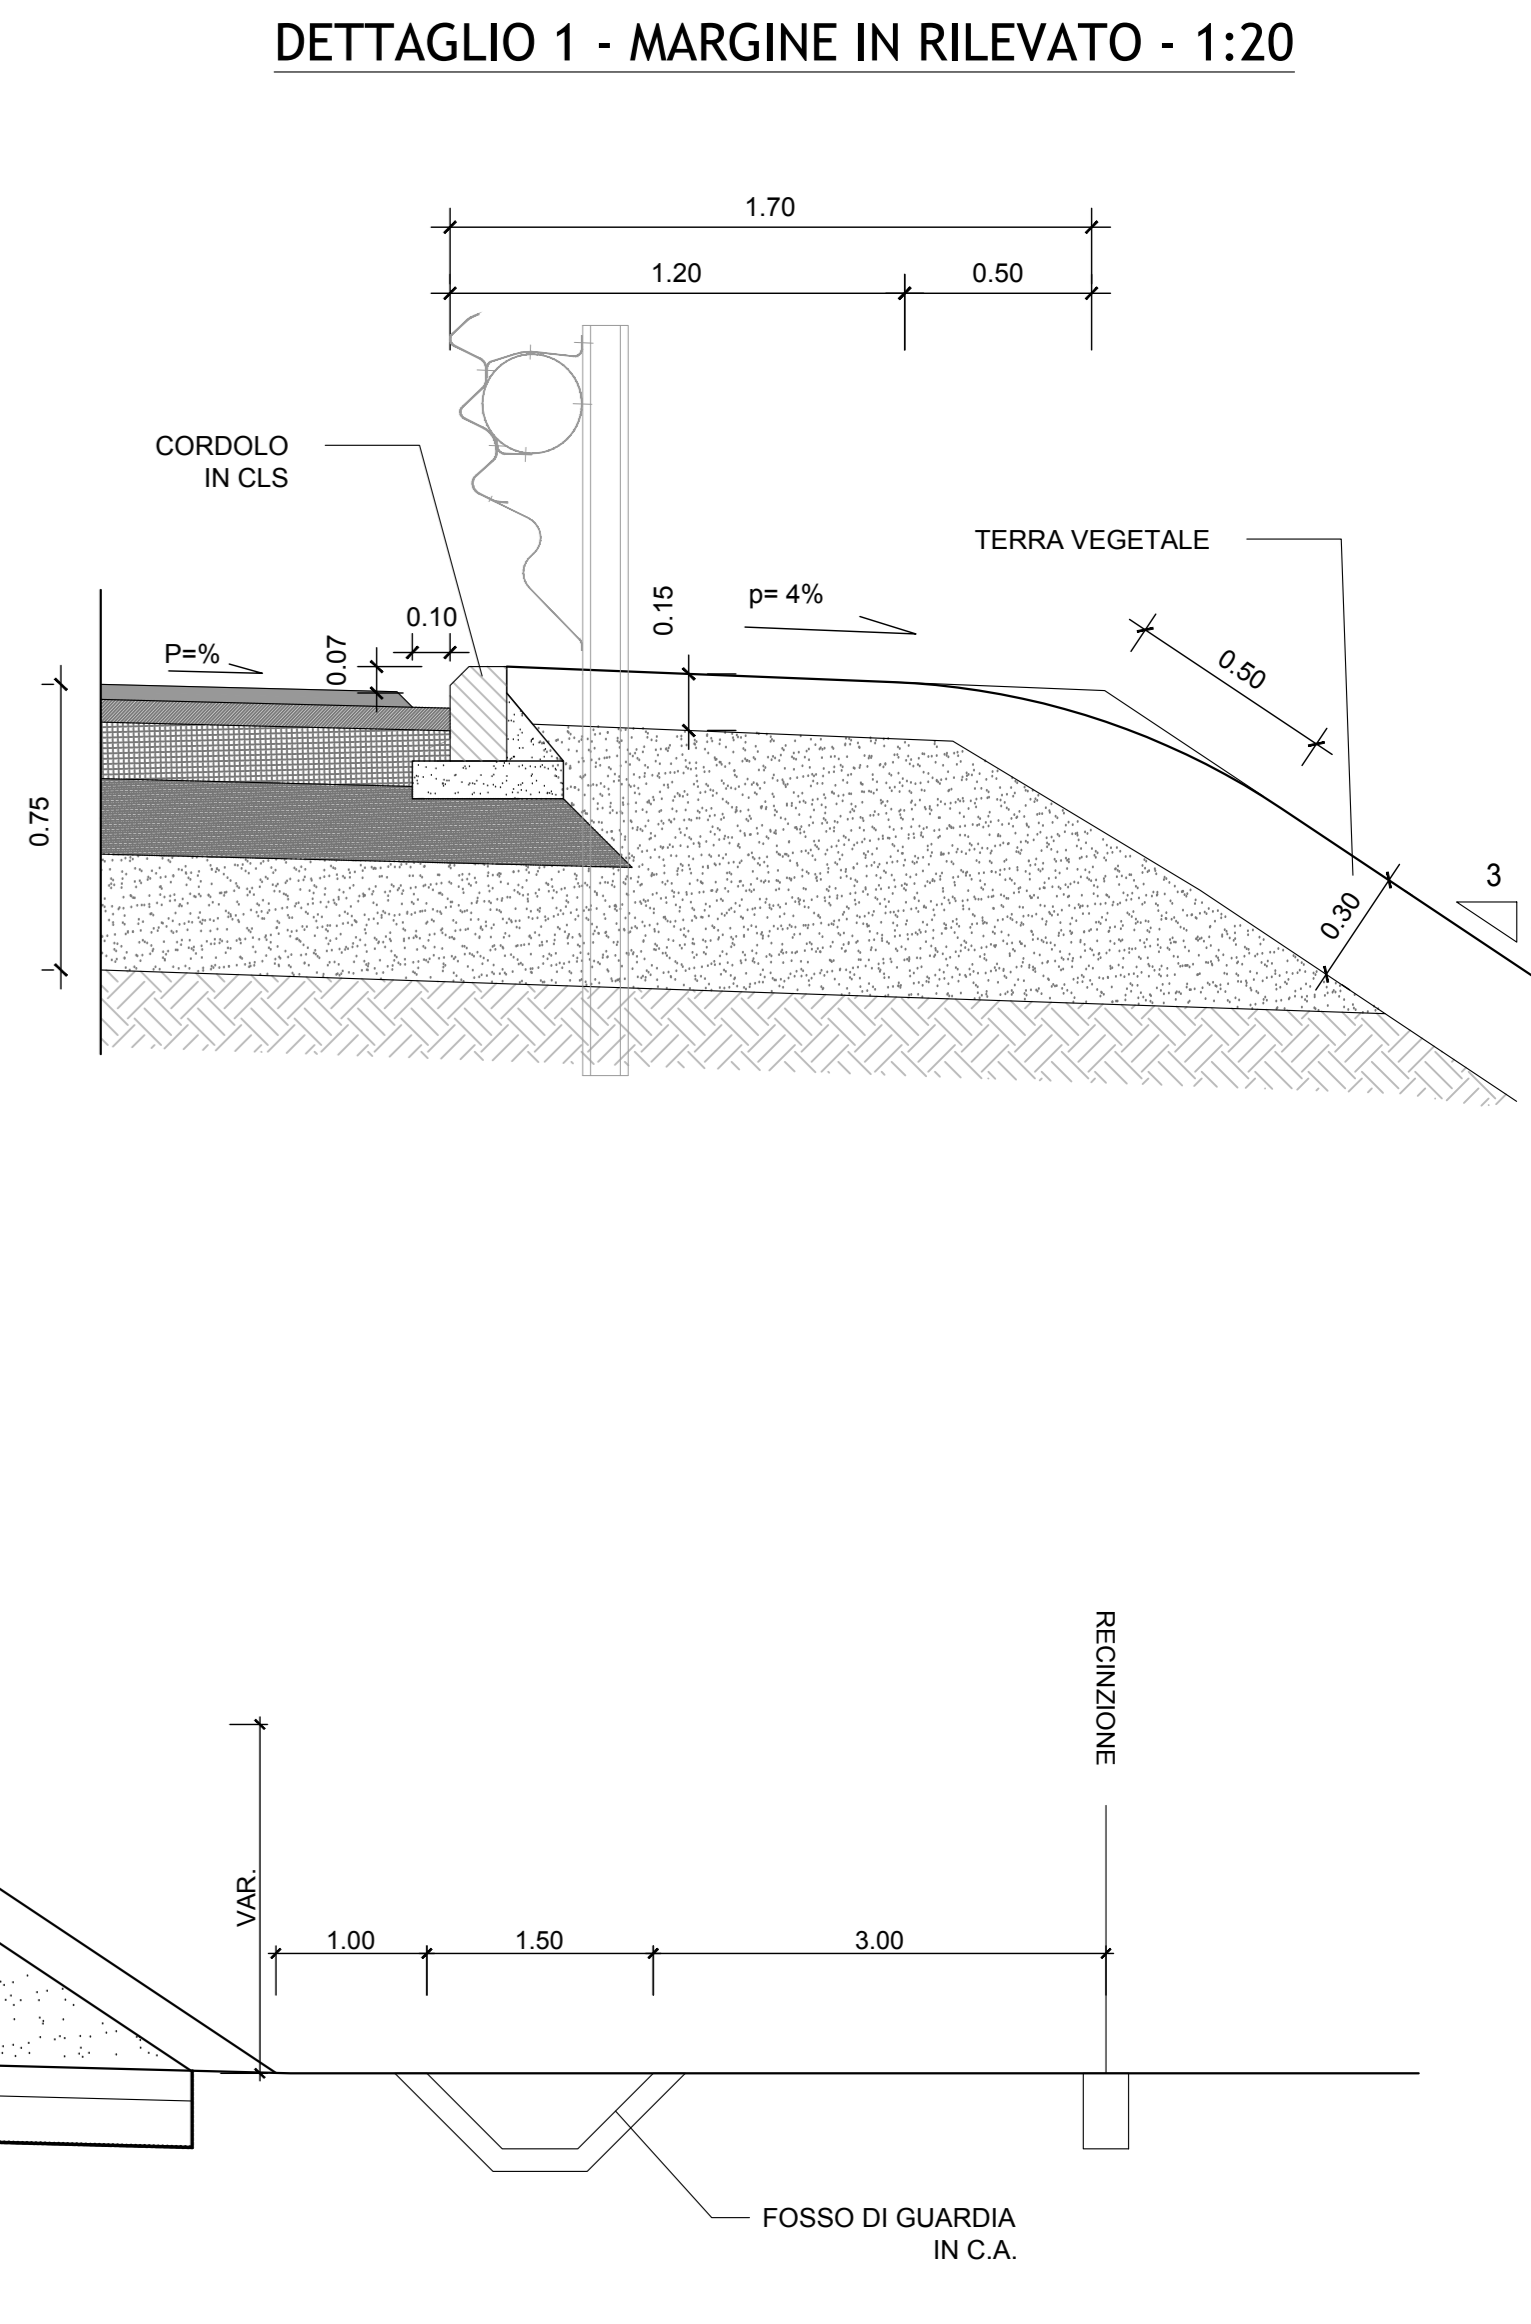 DETTAGLIO 1 - MARGINE IN RILEVATO - 1:20
1.70
1.20
0.50
CORDOLO
IN CLS
TERRA VEGETALE
p= 4%
0.15
0.10
0.07
P=%
0.50
0.75
3
0.30
RECINZIONE
VAR.
1.00
1.50
3.00
FOSSO DI GUARDIA
IN C.A.